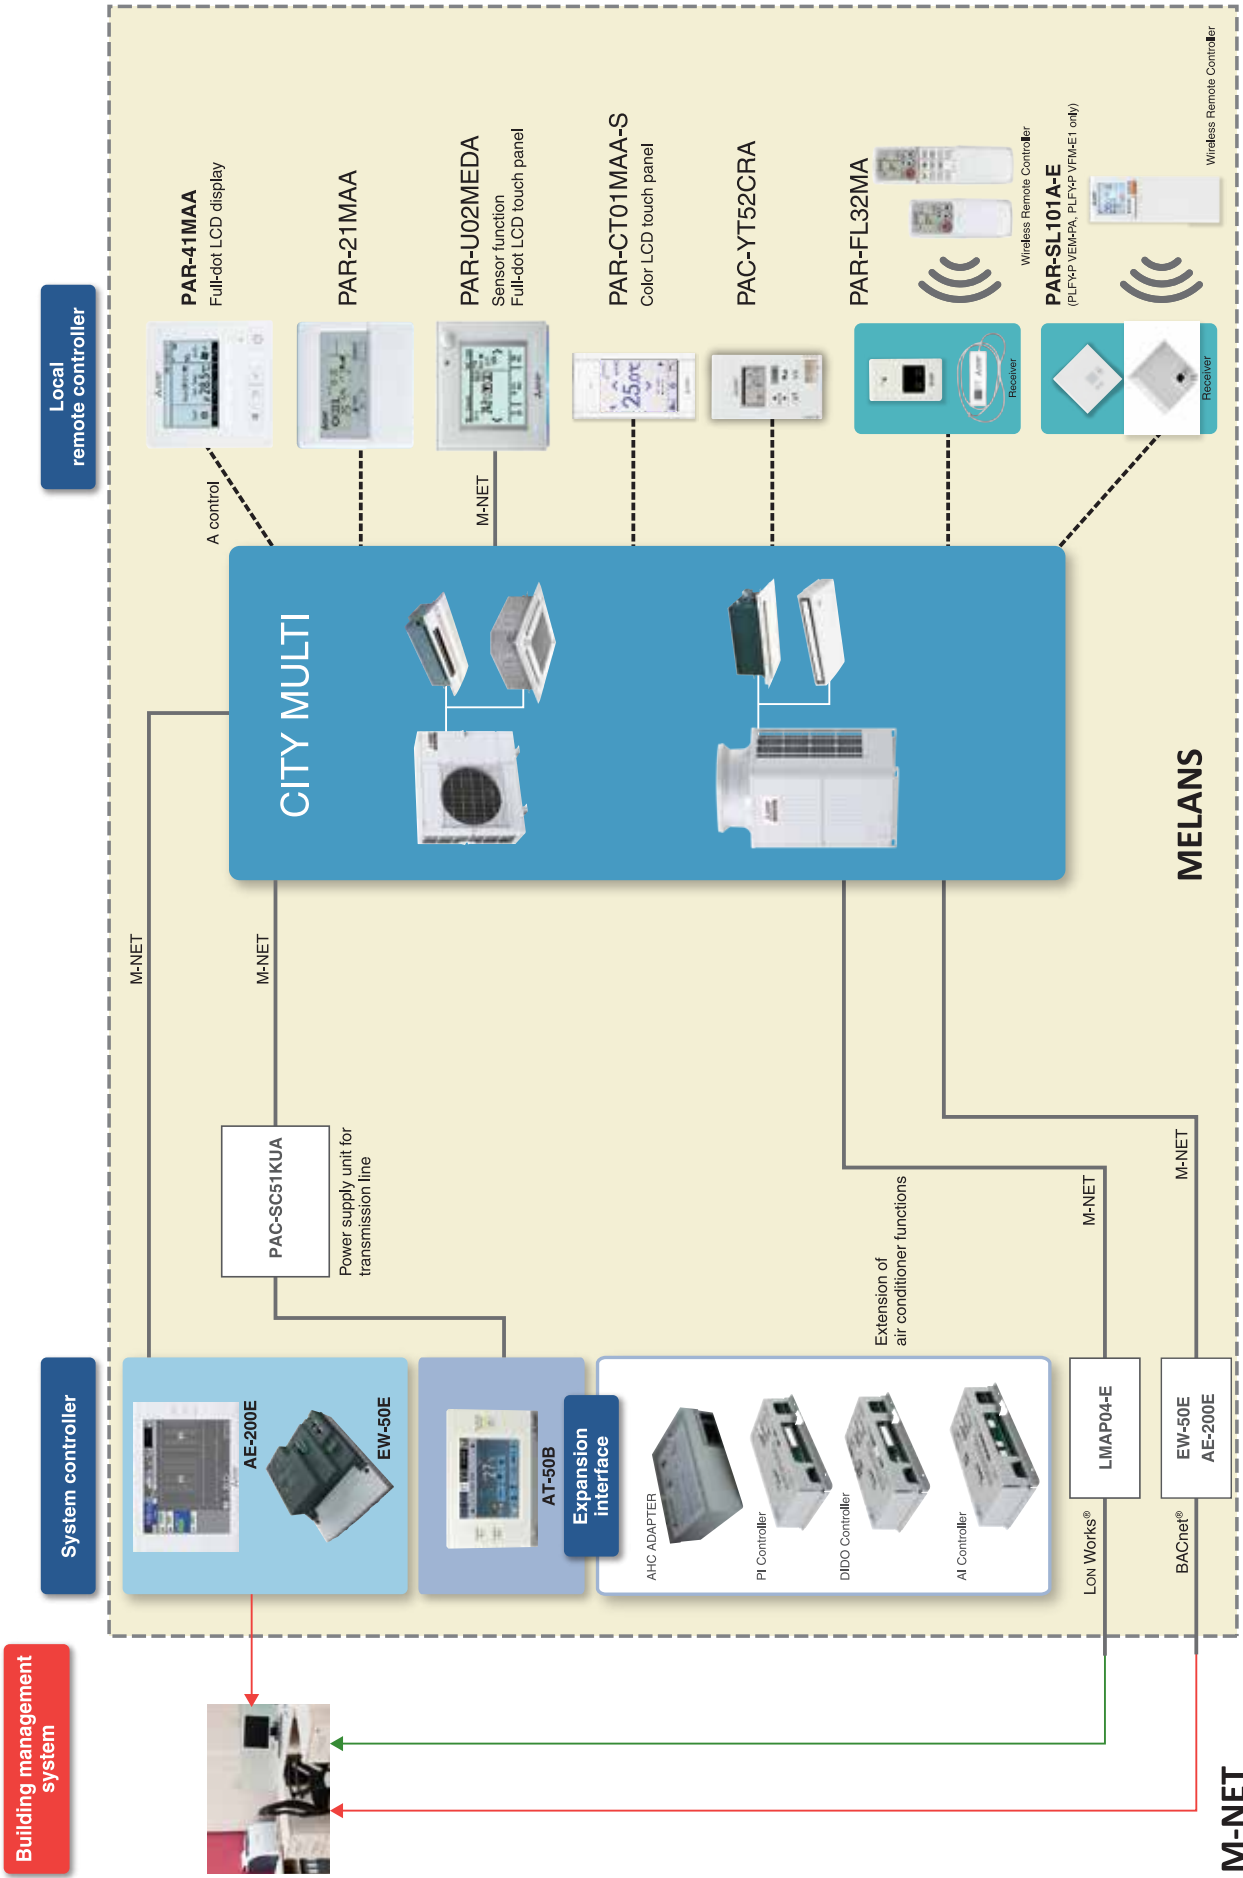 Building management
system
System controller
Local
remote controller
AE-200E
EW-50E
AT-50B
Expansion
interface
AHC ADAPTER
PI Controller
DIDO Controller
AI Controller
Extension of
air conditioner functions
LON WORKS®
LMAP04-E
M-NET
BACnet®
EW-50E
AE-200E
M-NET
M-NET
M-NET
PAC-SC51KUA
Power supply unit for
transmission line
CITY MULTI
MELANS
A control
M-NET
PAR-41MAA
Full-dot LCD display
PAR-21MAA
PAR-U02MEDA
Sensor function
Full-dot LCD touch panel
PAR-CT01MAA-S
Color LCD touch panel
25.0°C
PAC-YT52CRA
PAR-FL32MA
Receiver
Wireless Remote Controller
PAR-SL101A-E
(PLFY-P VEM-PA, PLFY-P VFM-E1 only)
Receiver
Wireless Remote Controller
M-NET